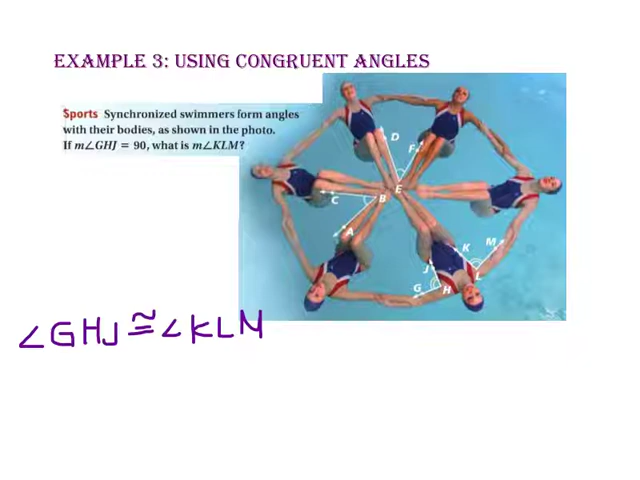 EXAMPLE 3: USING CONGRUENT ANGLES
Sports Synchronized swimmers form angles
with their bodies, as shown in the photo.
If m∠GHJ = 90, what is m∠KLM?
D
F
E
C
B
A
K
M
J
L
G
H
∠GHJ ≅ ∠KLM